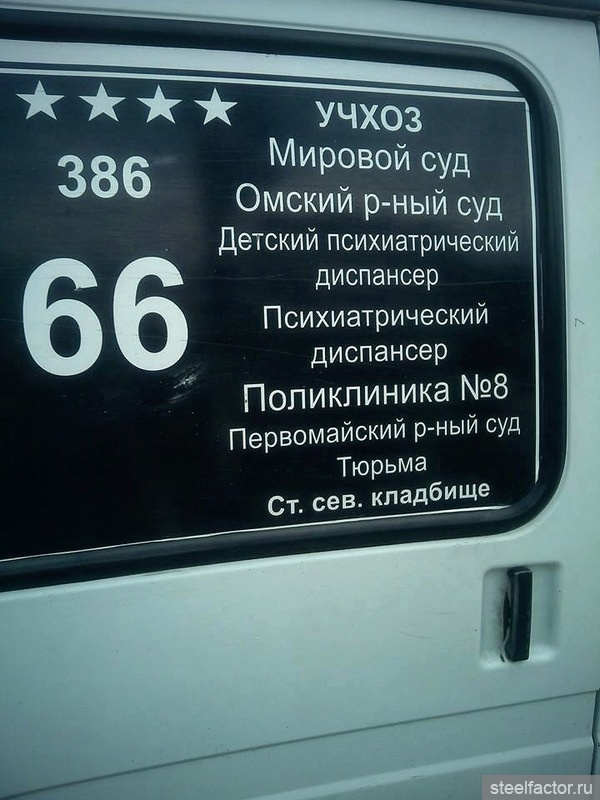 УЧХОЗ
386
Мировой суд
Омский р-ный суд
Детский психиатрический
диспансер
66
Психиатрический
диспансер
Поликлиника №8
Первомайский р-ный суд
Тюрьма
Ст. сев. кладбище
steelfactor.ru